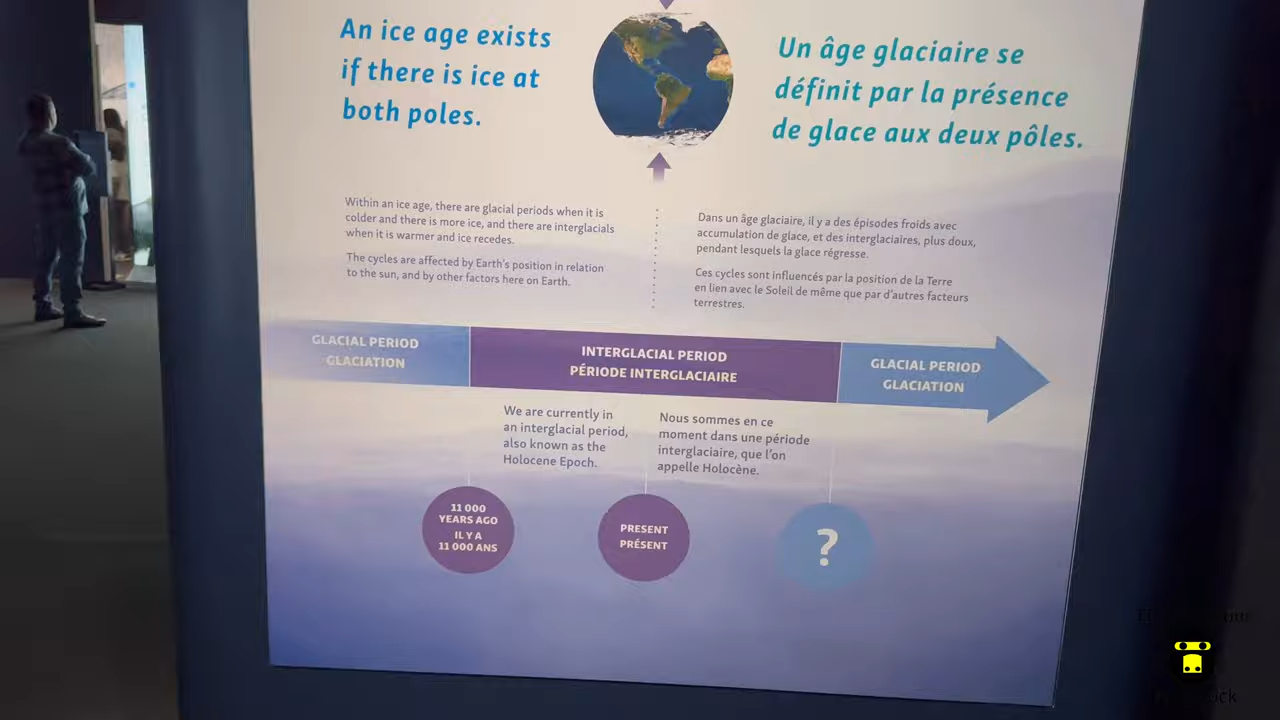 An ice age exists
if there is ice at
both poles.
Un âge glaciaire se
définit par la présence
de glace aux deux pôles.
Within an ice age, there are glacial periods when it is
colder and there is more ice, and there are interglacials
when it is warmer and ice recedes.
The cycles are affected by Earth's position in relation
to the sun, and by other factors here on Earth.
Dans un âge glaciaire, il y a des épisodes froids avec
accumulation de glace, et des interglaciaires, plus doux,
pendant lesquels la glace régresse.
Ces cycles sont influencés par la position de la Terre
en lien avec le Soleil de même que par d'autres facteurs
terrestres.
GLACIAL PERIOD
GLACIATION
INTERGLACIAL PERIOD
PÉRIODE INTERGLACIAIRE
GLACIAL PERIOD
GLACIATION
We are currently in
an interglacial period,
also known as the
Holocene Epoch.
Nous sommes en ce
moment dans une période
interglaciaire, que l'on
appelle Holocène.
11 000
YEARS AGO
IL Y A
11 000 ANS
PRESENT
PRÉSENT
?